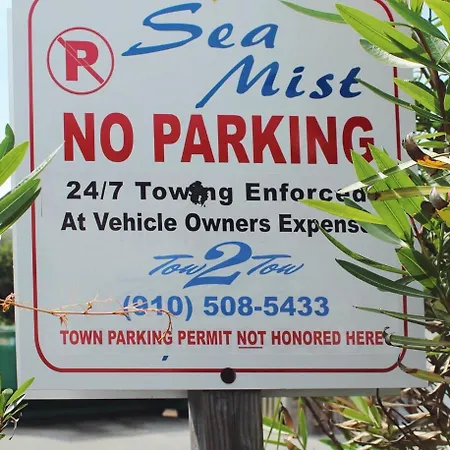 Sea
Mist
P
NO PARKING
24/7 Towing Enforced
At Vehicle Owners Expense
Tow 2 Tow
(910) 508-5433
TOWN PARKING PERMIT NOT HONORED HERE